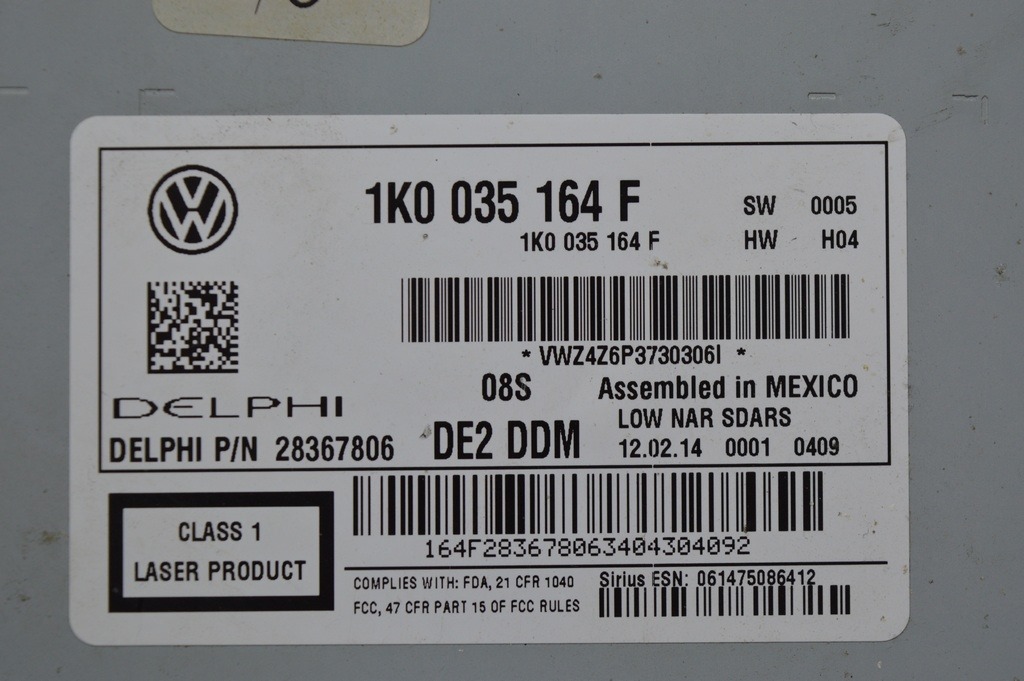 1K0 035 164 F
SW 0005
1K0 035 164 F
HW H04
* VWZ4Z6P3730306I *
08S Assembled in MEXICO
DELPHI
LOW NAR SDARS
DELPHI P/N 28367806 DE2 DDM
12.02.14 0001 0409
CLASS 1
LASER PRODUCT
164F283678063404304092
COMPLIES WITH: FDA, 21 CFR 1040
Sirius ESN: 061475086412
FCC, 47 CFR PART 15 OF FCC RULES